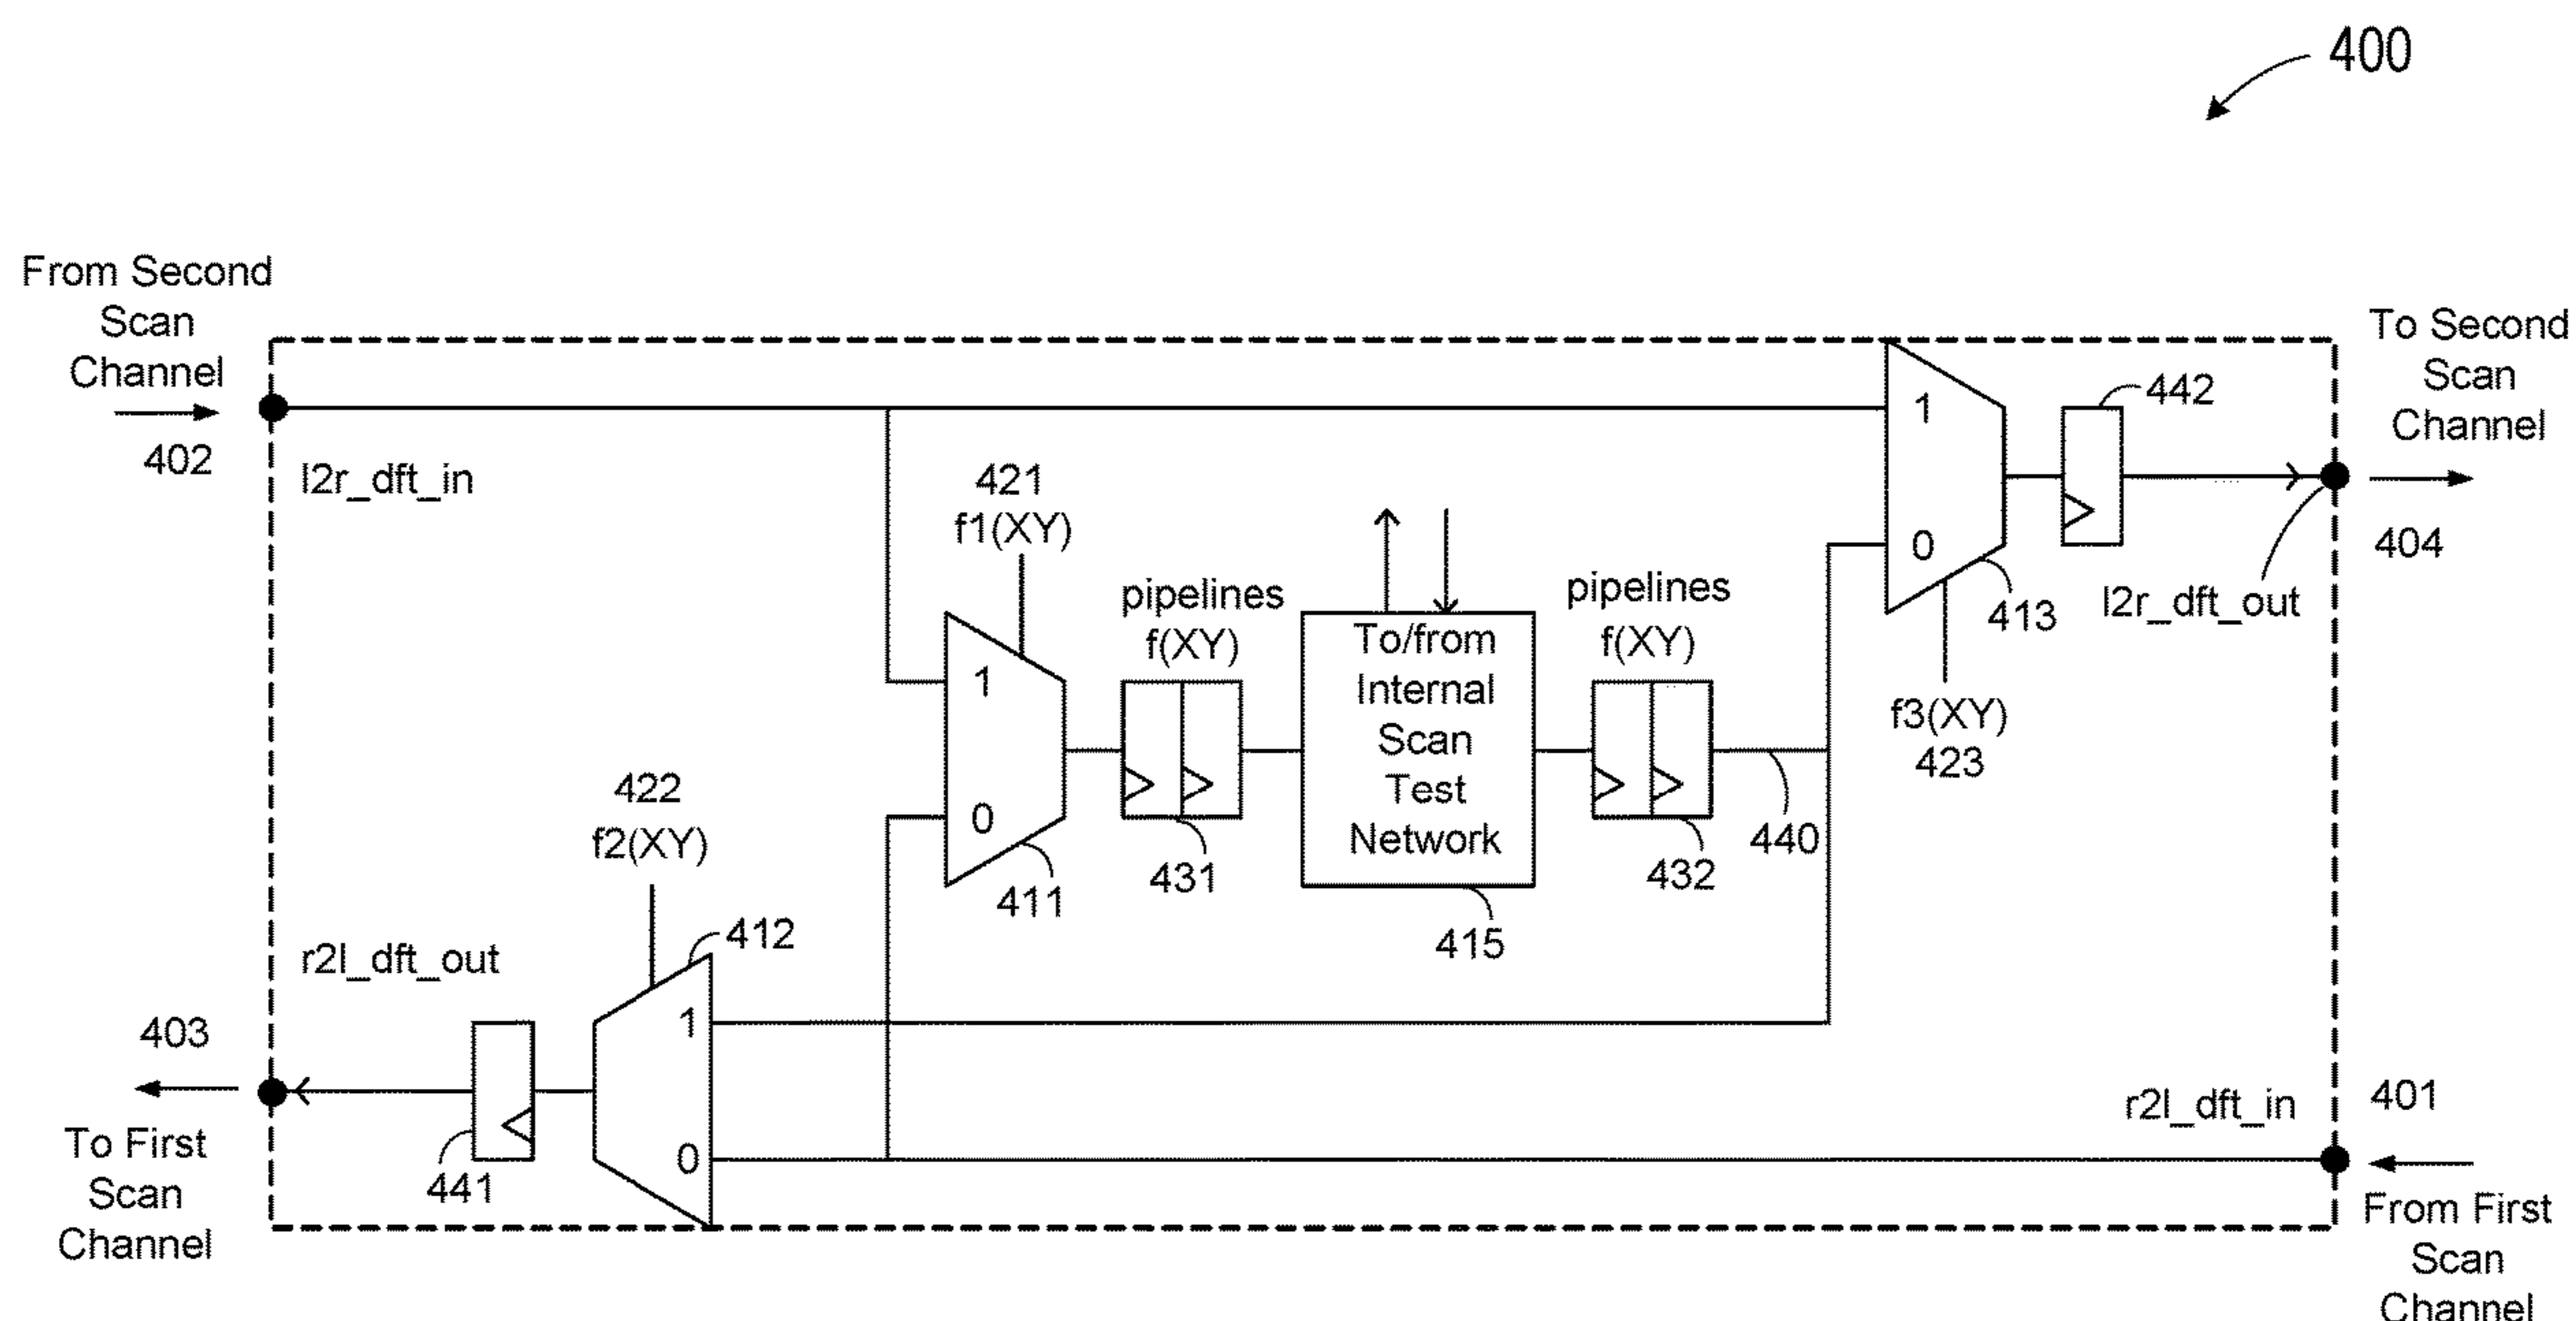 400
From Second
Scan
Channel
402
l2r_dft_in
To Second
Scan
Channel
404
l2r_dft_out
442
1
0
413
f3(XY)
423
421
f1(XY)
1
0
411
pipelines
f(XY)
431
To/from
Internal
Scan
Test
Network
415
pipelines
f(XY)
432
440
422
f2(XY)
412
1
0
r2l_dft_out
441
403
To First
Scan
Channel
r2l_dft_in
401
From First
Scan
Channel